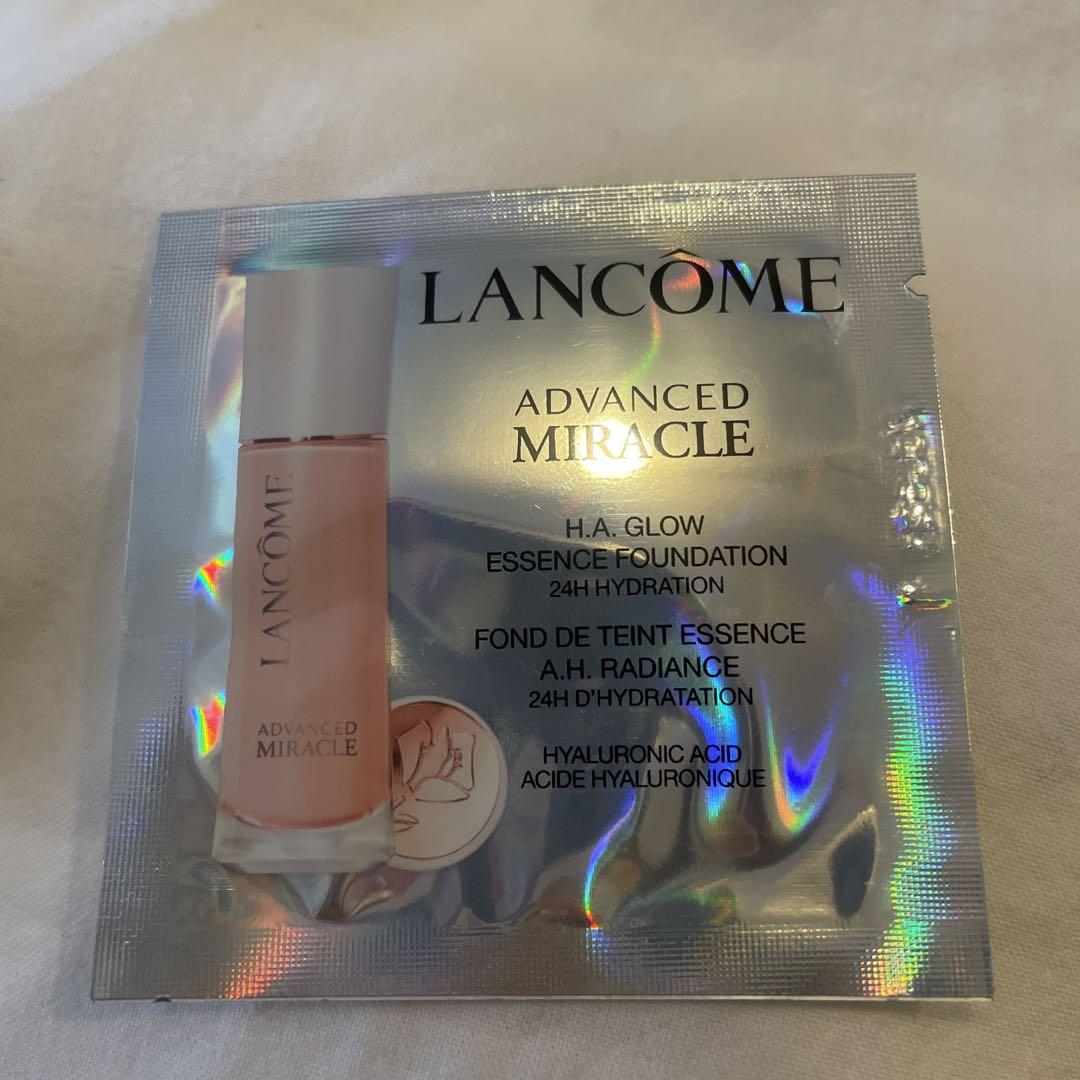 LANCÔME
ADVANCED
MIRACLE
H.A. GLOW
ESSENCE FOUNDATION
24H HYDRATION
FOND DE TEINT ESSENCE
A.H. RADIANCE
24H D'HYDRATATION
HYALURONIC ACID
ACIDE HYALURONIQUE
LANCÔME
ADVANCED
MIRACLE